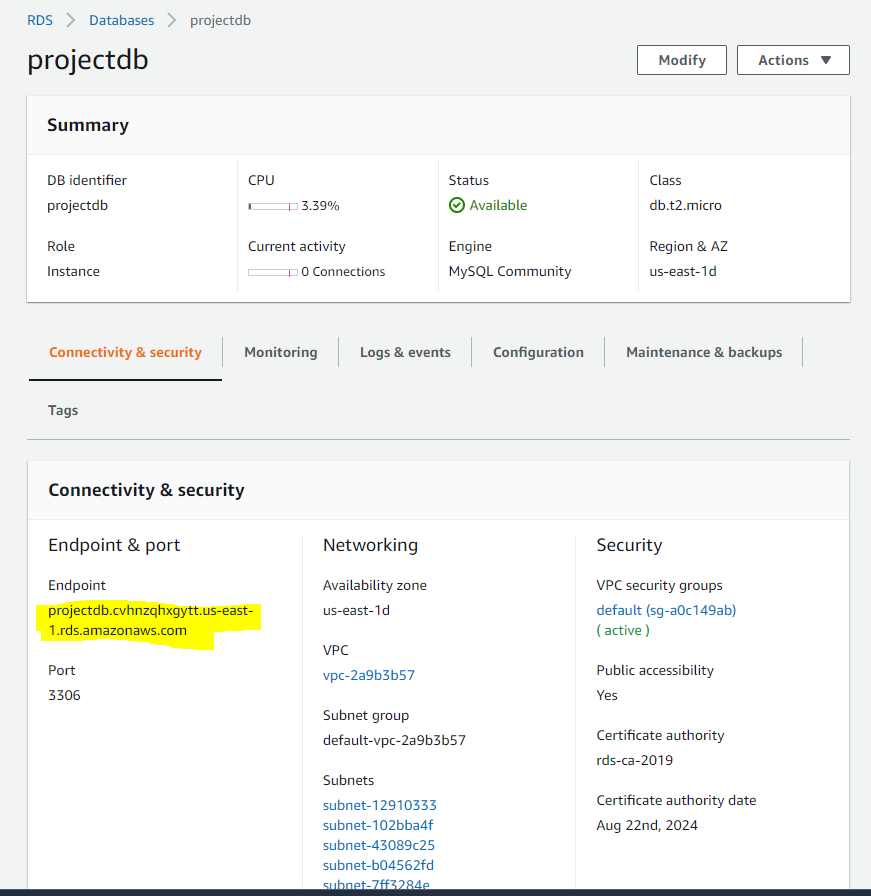 RDS > Databases > projectdb
projectdb
Modify
Actions
Summary
DB identifier
projectdb
CPU
3.39%
Status
Available
Class
db.t2.micro
Role
Instance
Current activity
0 Connections
Engine
MySQL Community
Region & AZ
us-east-1d
Connectivity & security
Monitoring
Logs & events
Configuration
Maintenance & backups
Tags
Connectivity & security
Endpoint & port
Endpoint
projectdb.cvhnzqhxgytt.us-east-
1.rds.amazonaws.com
Port
3306
Networking
Availability zone
us-east-1d
VPC
vpc-2a9b3b57
Subnet group
default-vpc-2a9b3b57
Subnets
subnet-12910333
subnet-102bba4f
subnet-43089c25
subnet-b04562fd
subnet-7ff3284e
Security
VPC security groups
default (sg-a0c149ab)
( active )
Public accessibility
Yes
Certificate authority
rds-ca-2019
Certificate authority date
Aug 22nd, 2024